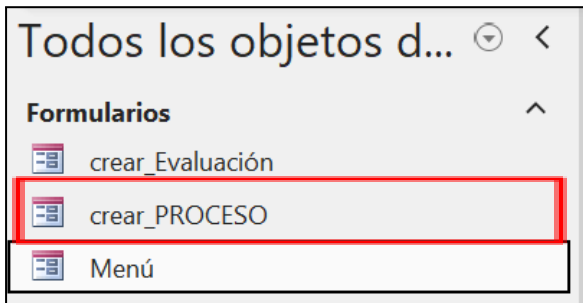 Todos los objetos d...
Formularios
crear_Evaluación
crear_PROCESO
Menú